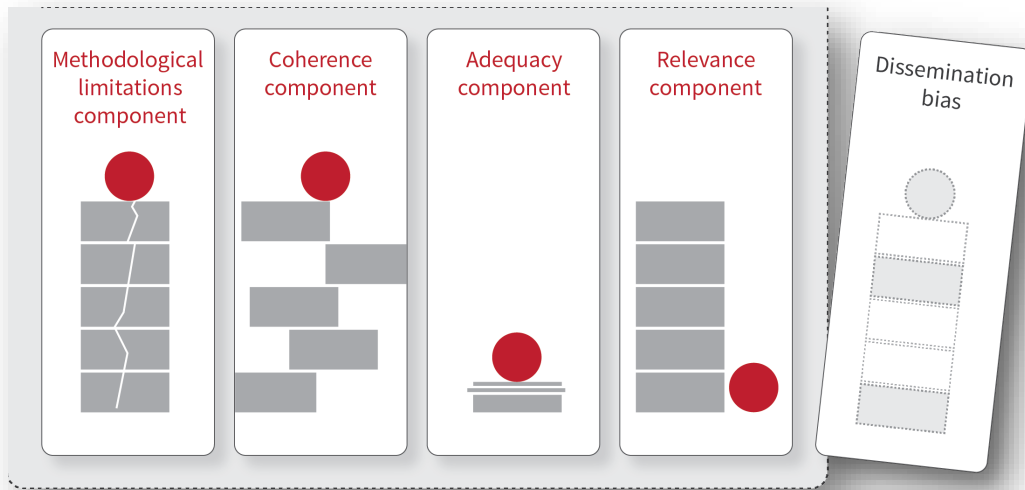 Methodological
limitations
component
Coherence
component
Adequacy
component
Relevance
component
Dissemination
bias